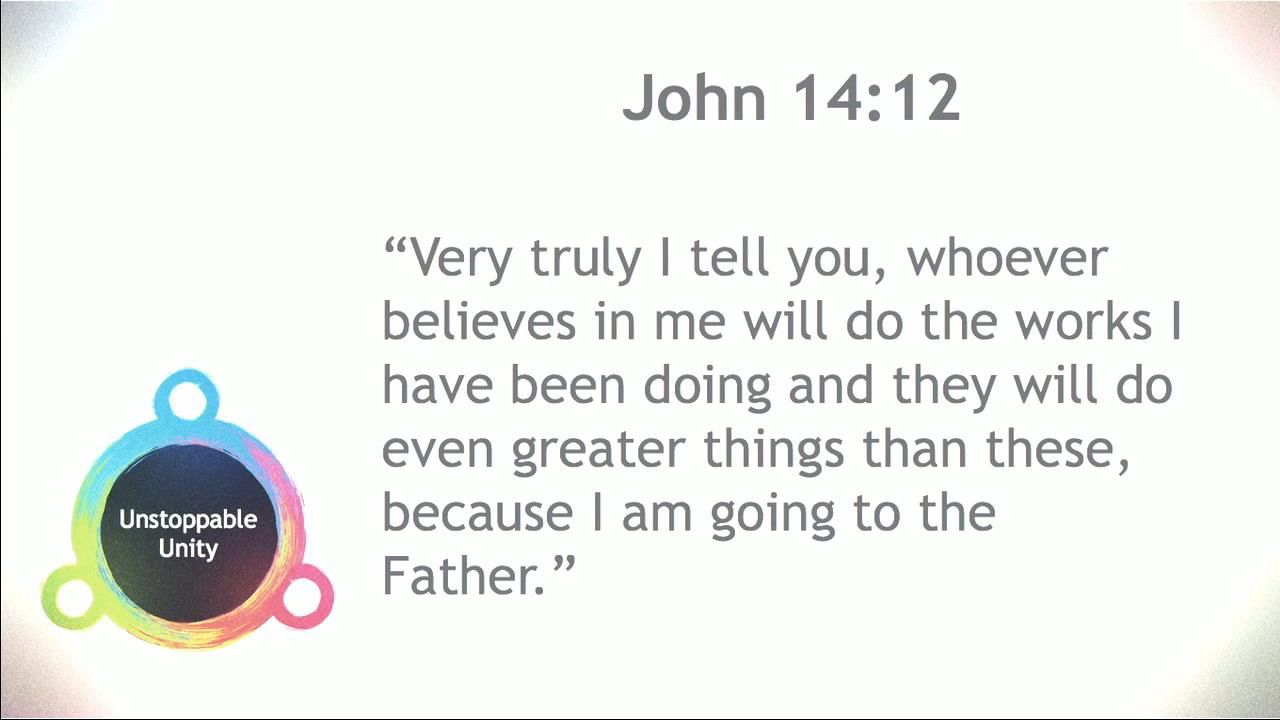 John 14:12
“Very truly I tell you, whoever
believes in me will do the works I
have been doing and they will do
even greater things than these,
because I am going to the
Father.”
Unstoppable
Unity